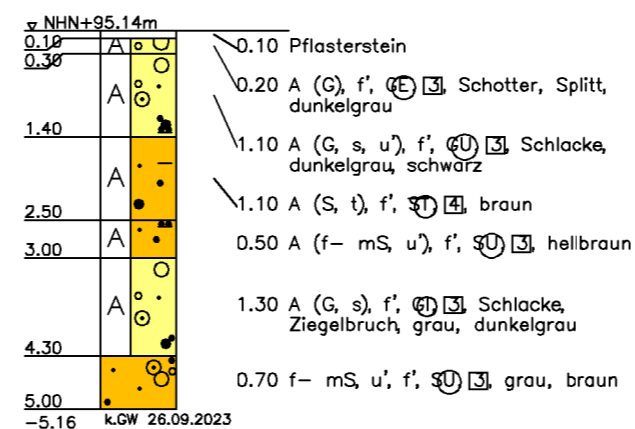 NHN+95.14m
0.10
0.30
1.40
2.50
3.00
4.30
5.00
-5.16
A
A
A
A
A
0.10 Pflasterstein
0.20 A (G), f', GE 3, Schotter, Splitt,
dunkelgrau
1.10 A (G, s, u'), f', GU 3, Schlacke,
dunkelgrau, schwarz
1.10 A (S, t), f', ST 4, braun
0.50 A (f- mS, u'), f', SU 3, hellbraun
1.30 A (G, s), f', GI 3, Schlacke,
Ziegelbruch, grau, dunkelgrau
0.70 f- mS, u', f', SU 3, grau, braun
k.GW 26.09.2023